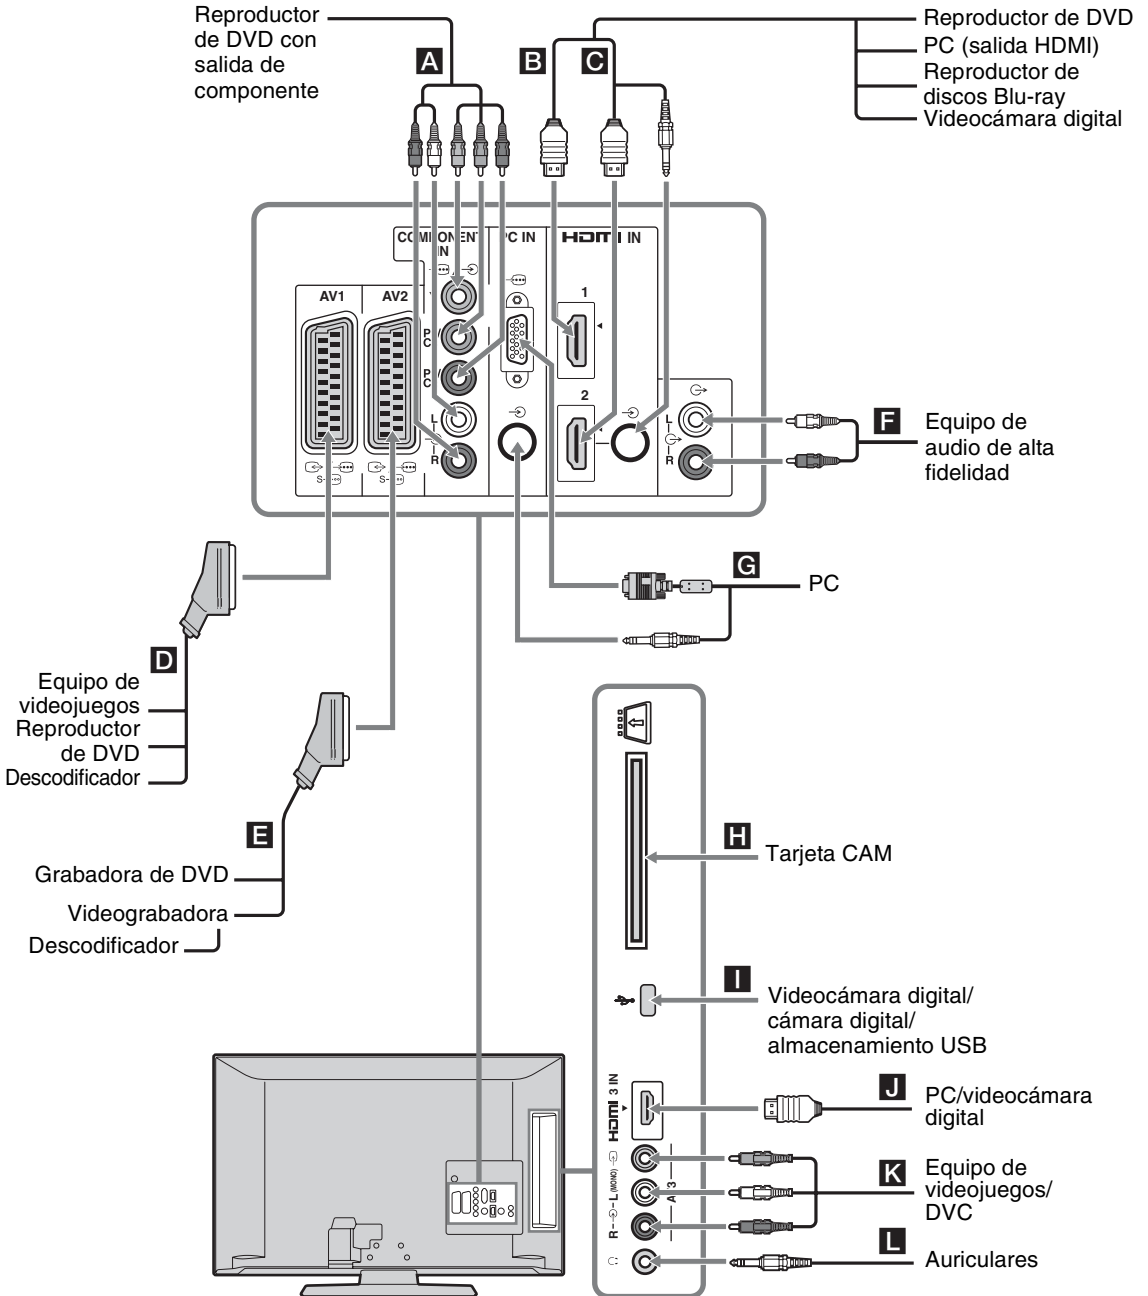 Reproductor
de DVD con
salida de
componente
A
B
C
Reproductor de DVD
PC (salida HDMI)
Reproductor de
discos Blu-ray
Videocámara digital
COMPONENT
IN
PC IN
HDMI IN
AV1
AV2
1
2
L
R
L
R
S
S
F
Equipo de
audio de alta
fidelidad
G
PC
D
Equipo de
videojuegos
Reproductor
de DVD
Descodificador
E
Grabadora de DVD
Videograbadora
Descodificador
H
Tarjeta CAM
I
Videocámara digital/
cámara digital/
almacenamiento USB
HDMI 3 IN
J
PC/videocámara
digital
L (MONO)
R
K
Equipo de
videojuegos/
DVC
L
Auriculares